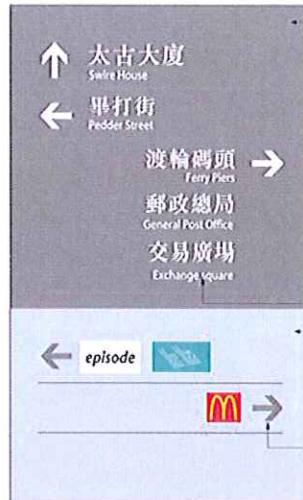 太古大廈
Swire House
畢打街
Pedder Street
渡輪碼頭
Ferry Piers
郵政總局
General Post Office
交易廣場
Exchange square
episode
M